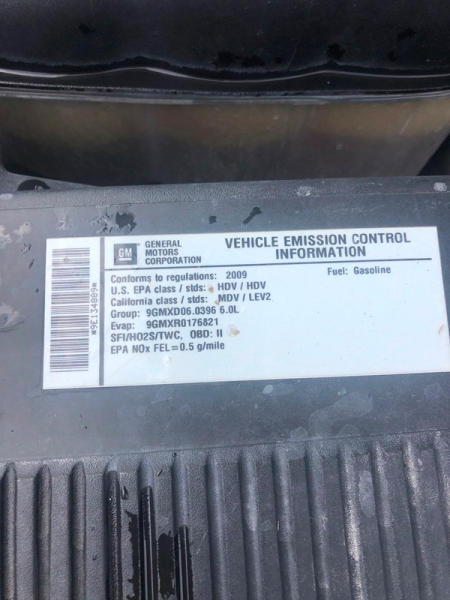 GM
GENERAL
MOTORS
CORPORATION
VEHICLE EMISSION CONTROL
INFORMATION
Conforms to regulations: 2009
Fuel: Gasoline
U.S. EPA class / stds: HDV / HDV
California class / stds: MDV / LEV2
Group: 9GMXD06.0396 6.0L
Evap: 9GMXR0176821
SFI/HO2S/TWC, OBD: II
EPA NOx FEL=0.5 g/mile
*W9E134889*